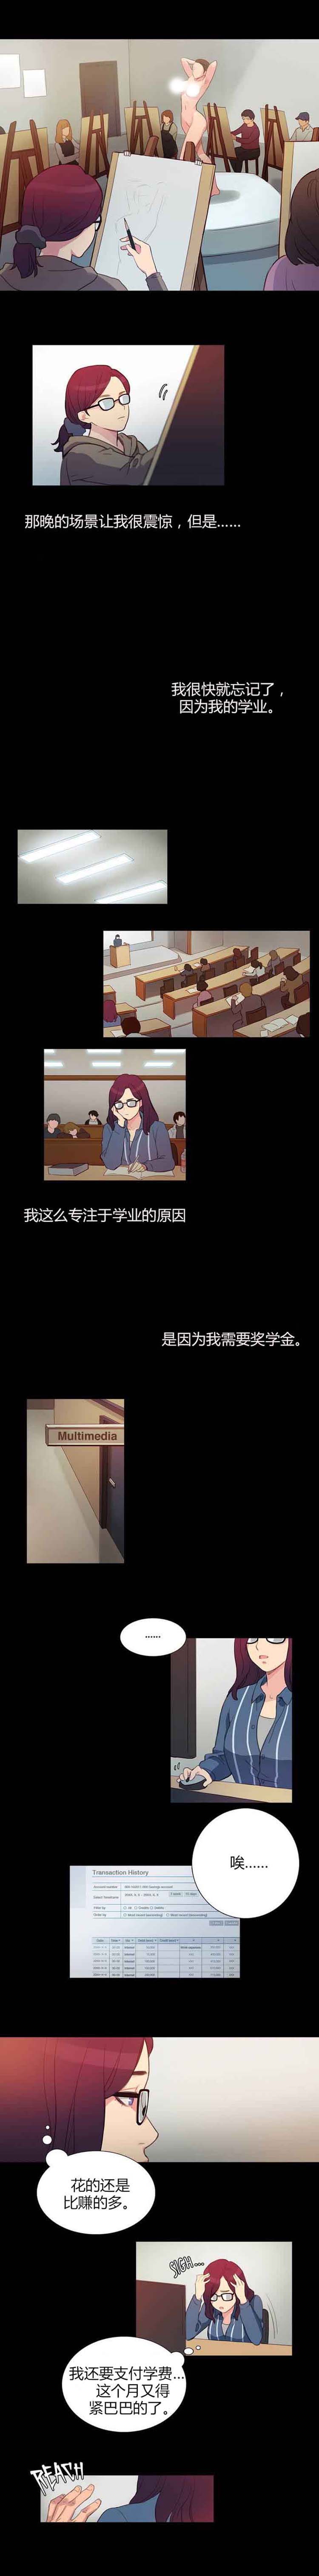 那晚的场景让我很震惊，但是......
我很快就忘记了，
因为我的学业。
我这么专注于学业的原因
是因为我需要奖学金。
Multimedia
......
唉......
Transaction History
花的还是
比赚的多。
SIGH...
我还要支付学费...
这个月又得
紧巴巴的了。
REACH